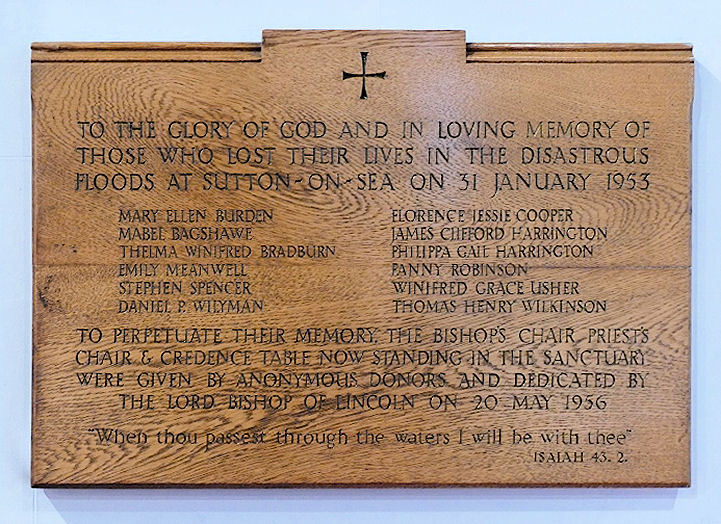 TO THE GLORY OF GOD AND IN LOVING MEMORY OF
THOSE WHO LOST THEIR LIVES IN THE DISASTROUS
FLOODS AT SUTTON-ON-SEA ON 31 JANUARY 1953
MARY ELLEN BURDEN
MABEL BAGSHAWE
THELMA WINIFRED BRADBURN
EMILY MEANWELL
STEPHEN SPENCER
DANIEL P. WILYMAN
FLORENCE JESSIE COOPER
JAMES CLIFFORD HARRINGTON
PHILIPPA GAIL HARRINGTON
FANNY ROBINSON
WINIFRED GRACE USHER
THOMAS HENRY WILKINSON
TO PERPETUATE THEIR MEMORY, THE BISHOP'S CHAIR, PRIEST'S
CHAIR & CREDENCE TABLE NOW STANDING IN THE SANCTUARY
WERE GIVEN BY ANONYMOUS DONORS AND DEDICATED BY
THE LORD BISHOP OF LINCOLN ON 20 MAY 1956
"When thou passest through the waters I will be with thee"
ISAIAH 43. 2.